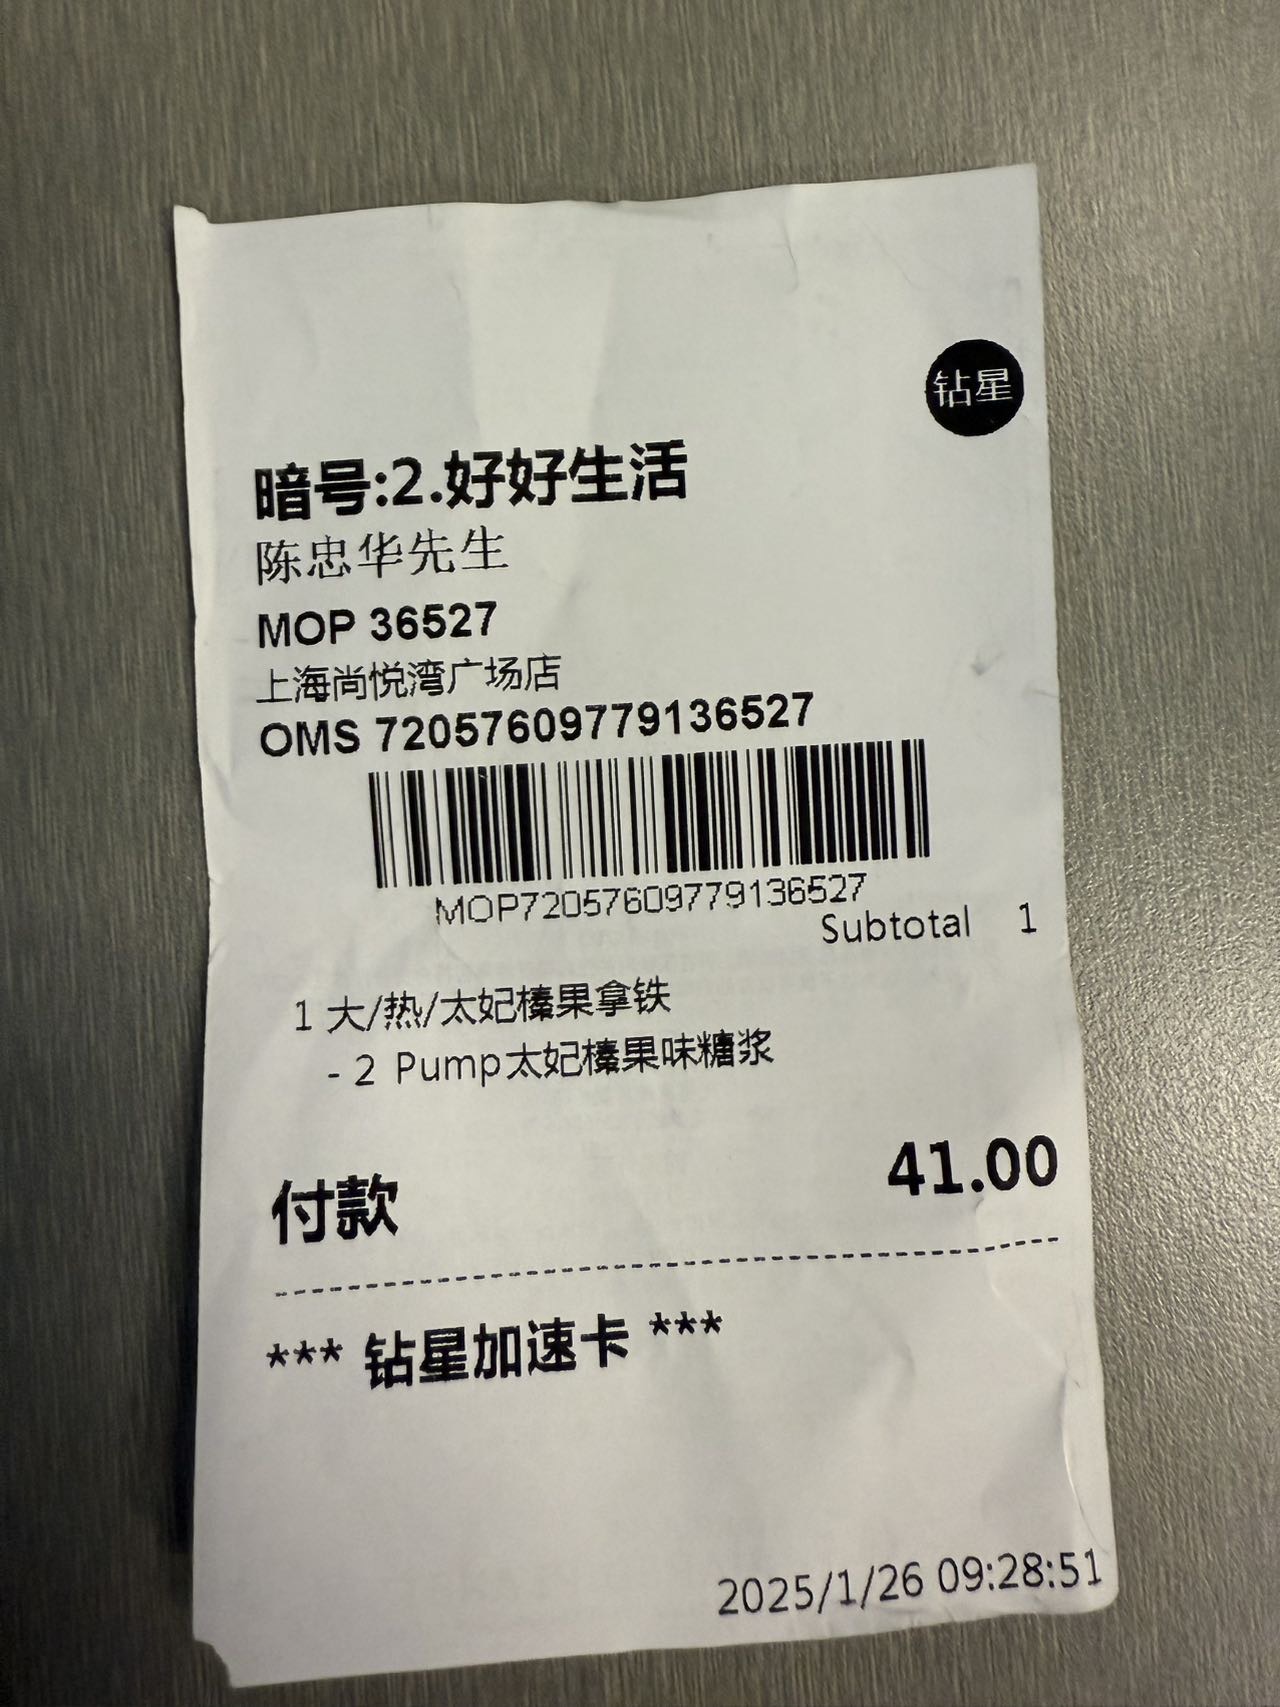 钻星
暗号:2.好好生活
陈忠华先生
MOP 36527
上海尚悦湾广场店
OMS 72057609779136527
MOP72057609779136527
Subtotal 1
1 大/热/太妃榛果拿铁
- 2 Pump太妃榛果味糖浆
付款 41.00
*** 钻星加速卡 ***
2025/1/26 09:28:51